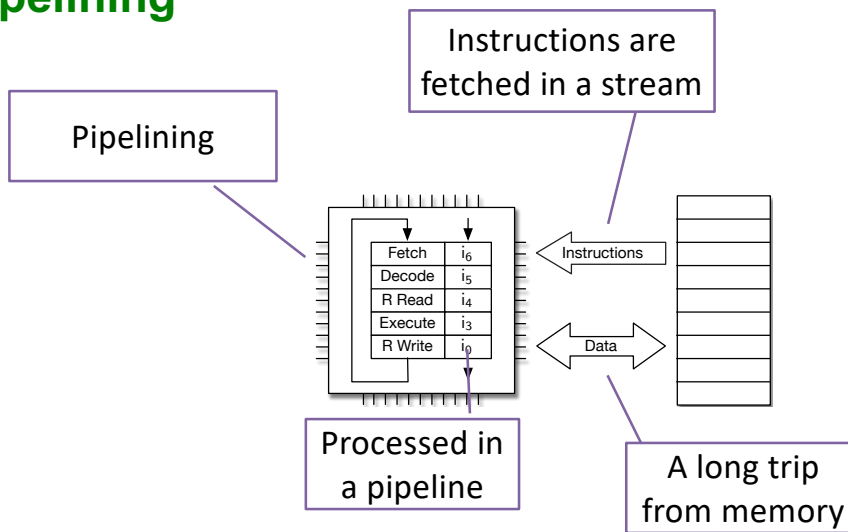 pelining
Instructions are
fetched in a stream
Pipelining
Fetch i₆
Decode i₅
R Read i₄
Execute i₃
R Write i₀
Instructions
Data
Processed in
a pipeline
A long trip
from memory